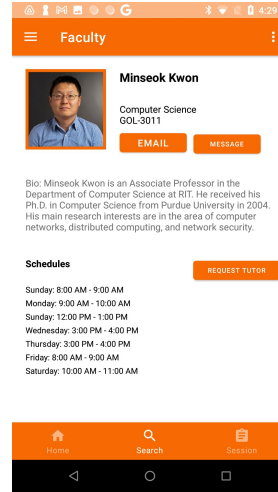 4:29
Faculty
Minseok Kwon
Computer Science
GOL-3011
EMAIL
MESSAGE
Bio: Minseok Kwon is an Associate Professor in the
Department of Computer Science at RIT. He received his
Ph.D. in Computer Science from Purdue University in 2004.
His main research interests are in the area of computer
networks, distributed computing, and network security.
Schedules
REQUEST TUTOR
Sunday: 8:00 AM - 9:00 AM
Monday: 9:00 AM - 10:00 AM
Sunday: 12:00 PM - 1:00 PM
Wednesday: 3:00 PM - 4:00 PM
Thursday: 3:00 PM - 4:00 PM
Friday: 8:00 AM - 9:00 AM
Saturday: 10:00 AM - 11:00 AM
Home
Search
Session